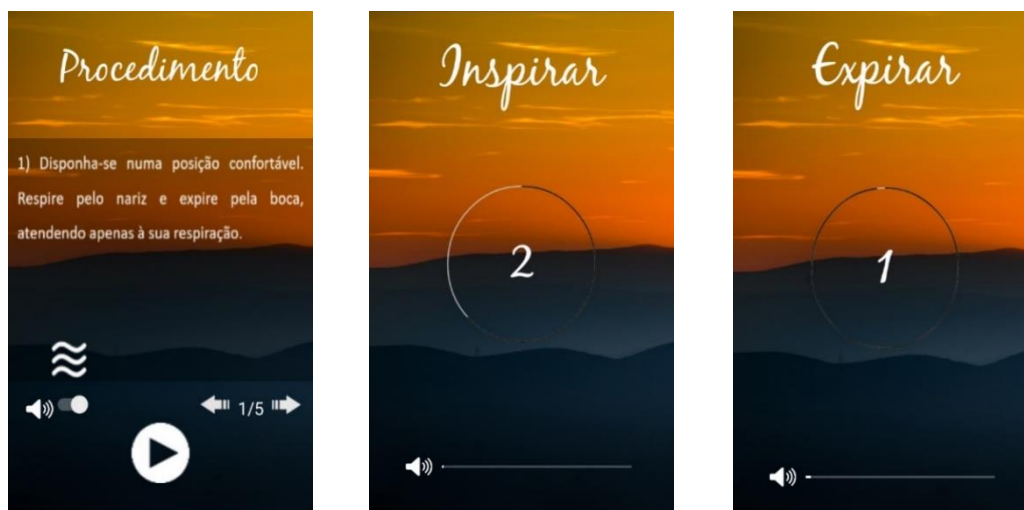 Procedimento
1) Disponha-se numa posição confortável.
Respire pelo nariz e expire pela boca,
atendendo apenas à sua respiração.
1/5
Inspirar
2
Expirar
1